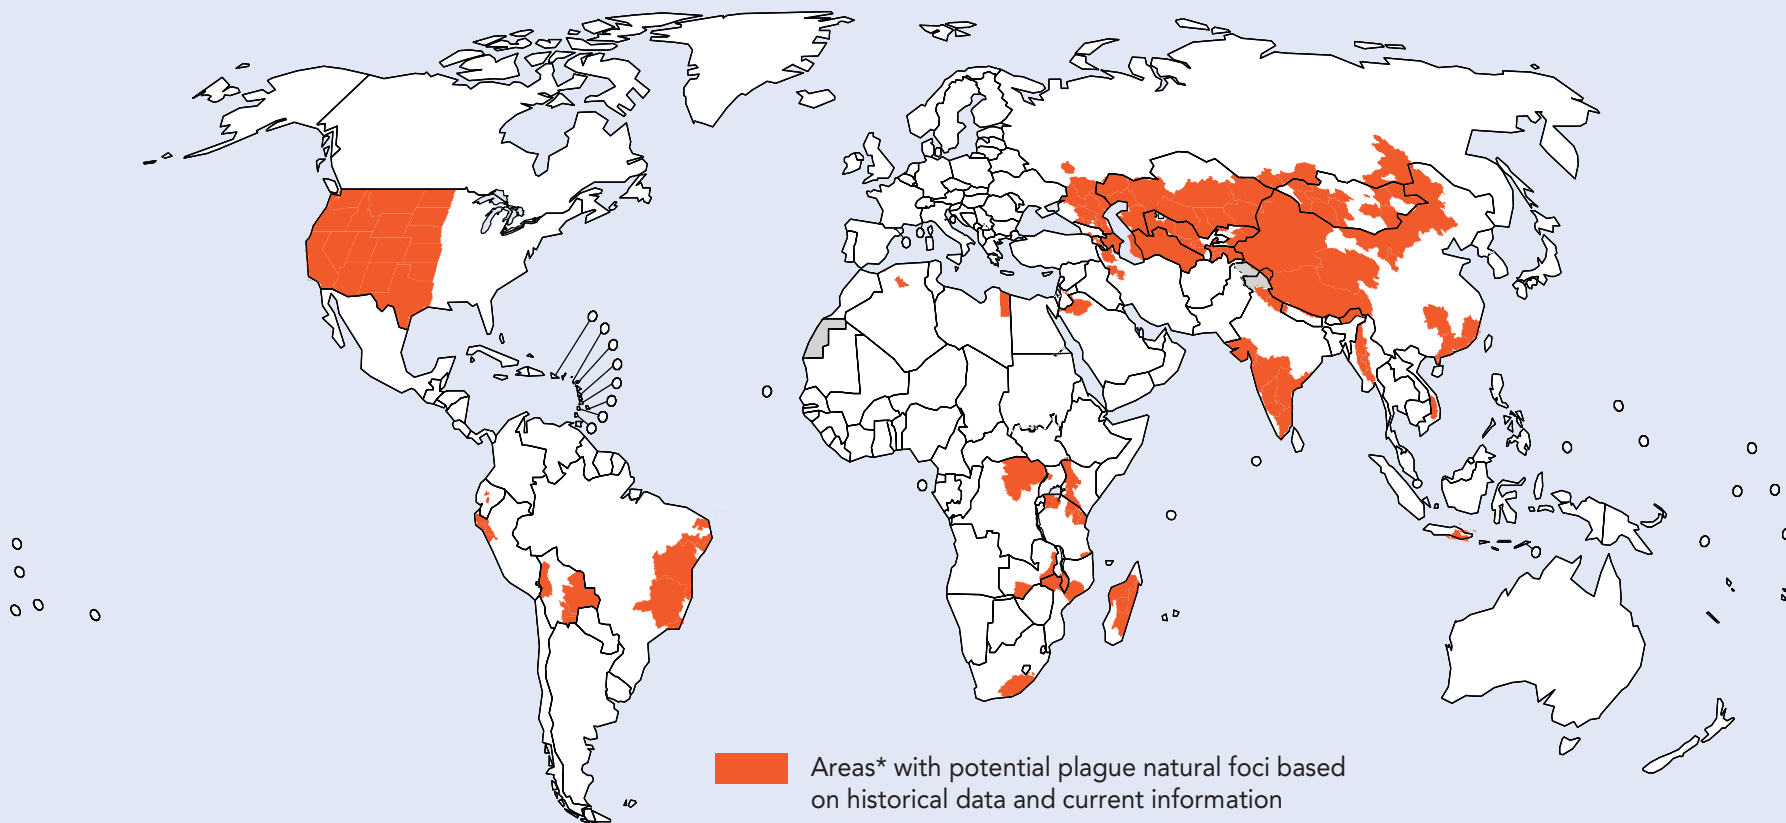 Areas* with potential plague natural foci based
on historical data and current information